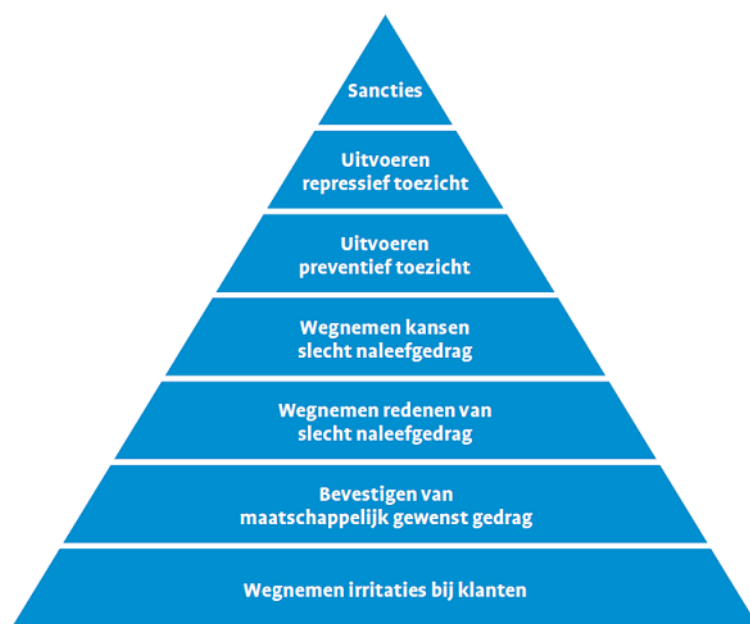 Sancties
Uitvoeren
repressief toezicht
Uitvoeren
preventief toezicht
Wegnemen kansen
slecht naleefgedrag
Wegnemen redenen van
slecht naleefgedrag
Bevestigen van
maatschappelijk gewenst gedrag
Wegnemen irritaties bij klanten